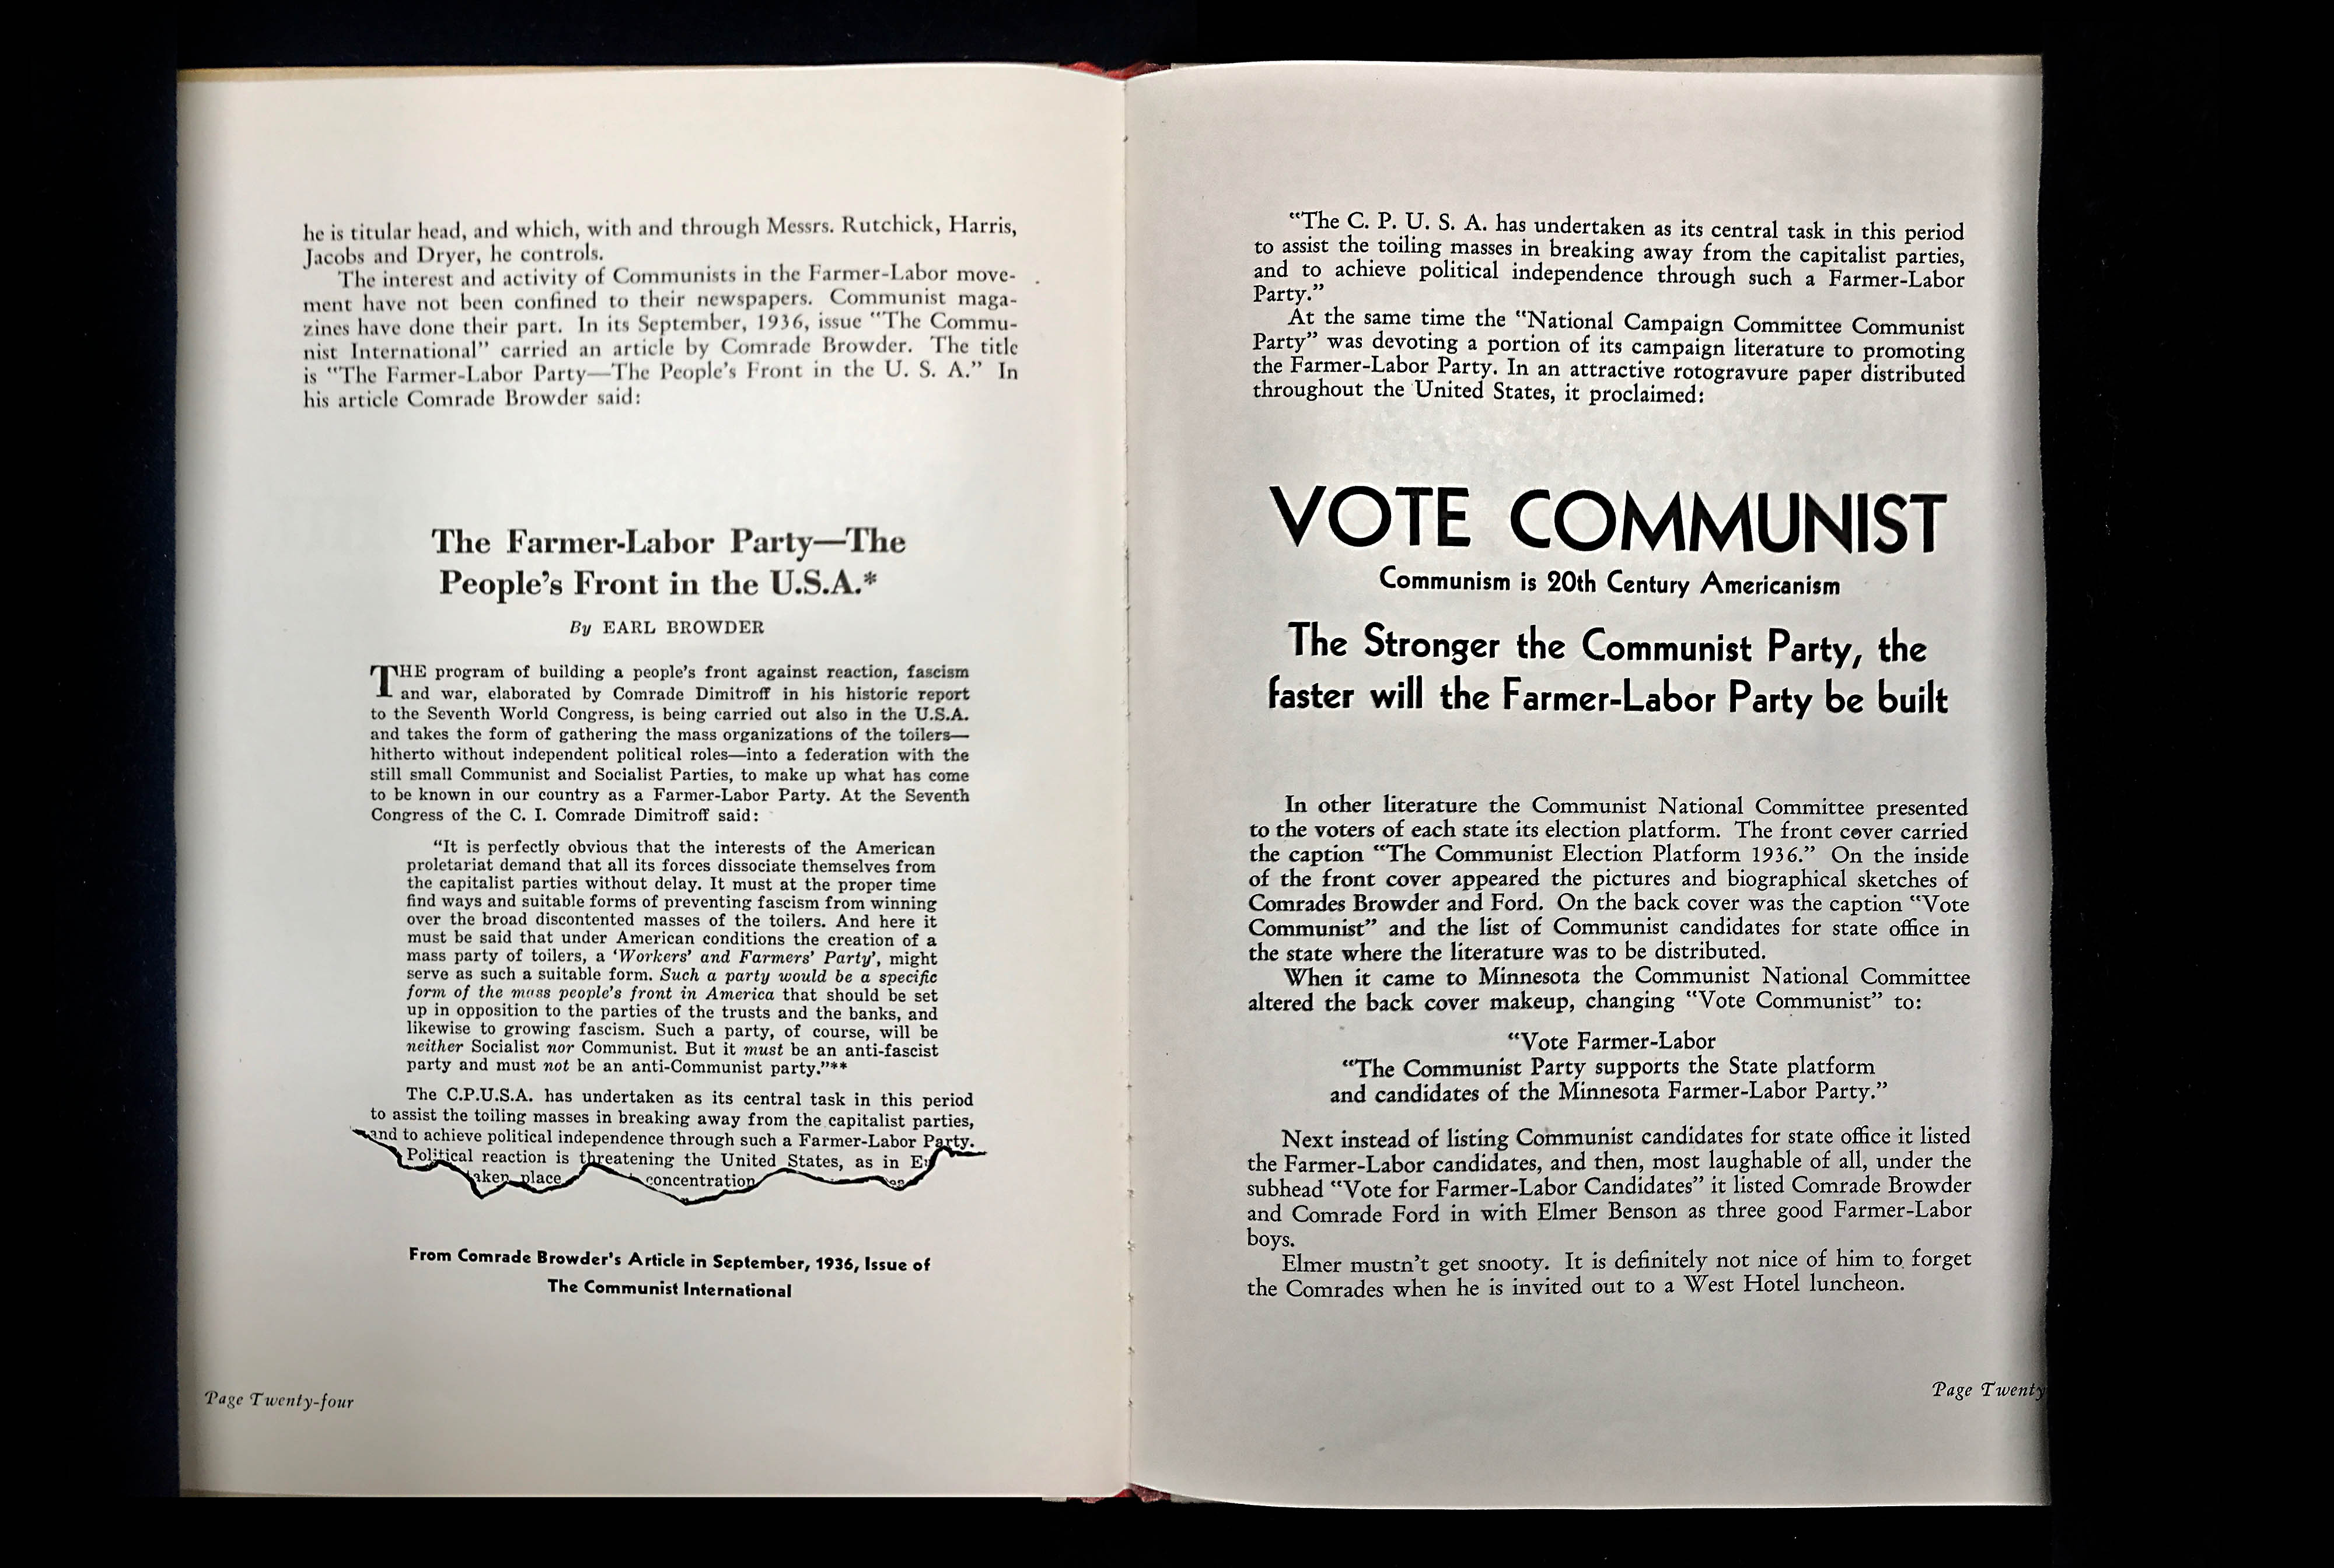 he is titular head, and which, with and through Messrs. Rutchick, Harris,
Jacobs and Dryer, he controls.
The interest and activity of Communists in the Farmer-Labor move-
ment have not been confined to their newspapers. Communist maga-
zines have done their part. In its September, 1936, issue "The Commu-
nist International" carried an article by Comrade Browder. The title
is "The Farmer-Labor Party—The People's Front in the U. S. A." In
his article Comrade Browder said:
The Farmer-Labor Party—The
People's Front in the U.S.A.*
By EARL BROWDER
THE program of building a people's front against reaction, fascism
and war, elaborated by Comrade Dimitroff in his historic report
to the Seventh World Congress, is being carried out also in the U.S.A.
and takes the form of gathering the mass organizations of the toilers—
hitherto without independent political roles—into a federation with the
still small Communist and Socialist Parties, to make up what has come
to be known in our country as a Farmer-Labor Party. At the Seventh
Congress of the C. I. Comrade Dimitroff said:
"It is perfectly obvious that the interests of the American
proletariat demand that all its forces dissociate themselves from
the capitalist parties without delay. It must at the proper time
find ways and suitable forms of preventing fascism from winning
over the broad discontented masses of the toilers. And here it
must be said that under American conditions the creation of a
mass party of toilers, a 'Workers' and Farmers' Party', might
serve as such a suitable form. Such a party would be a specific
form of the mass people's front in America that should be set
up in opposition to the parties of the trusts and the banks, and
likewise to growing fascism. Such a party, of course, will be
neither Socialist nor Communist. But it must be an anti-fascist
party and must not be an anti-Communist party."**
The C.P.U.S.A. has undertaken as its central task in this period
to assist the toiling masses in breaking away from the capitalist parties,
and to achieve political independence through such a Farmer-Labor Party.
Political reaction is threatening the United States, as in
aken place concentration
From Comrade Browder's Article in September, 1936, Issue of
The Communist International
Page Twenty-four
"The C. P. U. S. A. has undertaken as its central task in this period
to assist the toiling masses in breaking away from the capitalist parties,
and to achieve political independence through such a Farmer-Labor
Party."
At the same time the "National Campaign Committee Communist
Party" was devoting a portion of its campaign literature to promoting
the Farmer-Labor Party. In an attractive rotogravure paper distributed
throughout the United States, it proclaimed:
VOTE COMMUNIST
Communism is 20th Century Americanism
The Stronger the Communist Party, the
faster will the Farmer-Labor Party be built
In other literature the Communist National Committee presented
to the voters of each state its election platform. The front cover carried
the caption "The Communist Election Platform 1936." On the inside
of the front cover appeared the pictures and biographical sketches of
Comrades Browder and Ford. On the back cover was the caption "Vote
Communist" and the list of Communist candidates for state office in
the state where the literature was to be distributed.
When it came to Minnesota the Communist National Committee
altered the back cover makeup, changing "Vote Communist" to:
"Vote Farmer-Labor
"The Communist Party supports the State platform
and candidates of the Minnesota Farmer-Labor Party."
Next instead of listing Communist candidates for state office it listed
the Farmer-Labor candidates, and then, most laughable of all, under the
subhead "Vote for Farmer-Labor Candidates" it listed Comrade Browder
and Comrade Ford in with Elmer Benson as three good Farmer-Labor
boys.
Elmer mustn't get snooty. It is definitely not nice of him to forget
the Comrades when he is invited out to a West Hotel luncheon.
Page Twenty